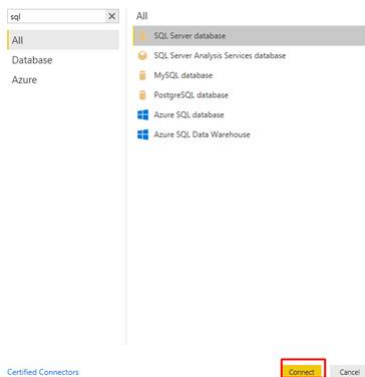 sql
All
Database
Azure
All
SQL Server database
SQL Server Analysis Services database
MySQL database
PostgreSQL database
Azure SQL database
Azure SQL Data Warehouse
Certified Connectors
Connect
Cancel